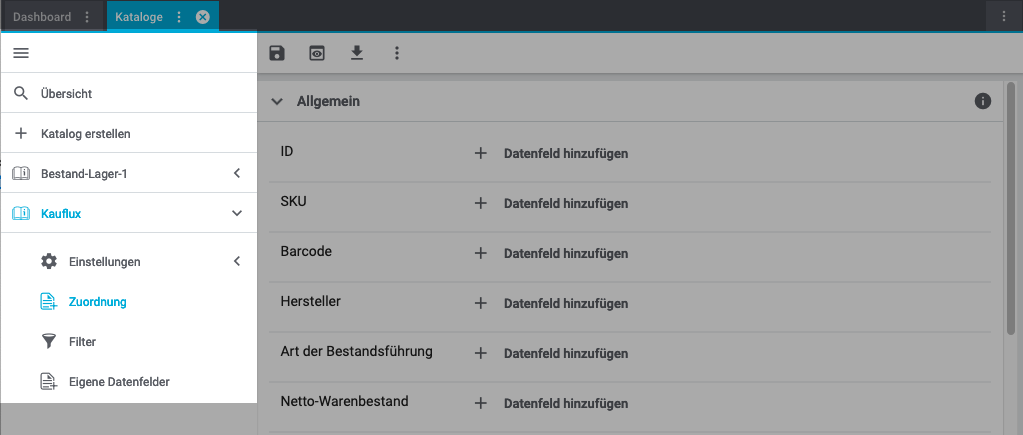 Dashboard
Kataloge
Übersicht
Katalog erstellen
Bestand-Lager-1
Kauflux
Einstellungen
Zuordnung
Filter
Eigene Datenfelder
Allgemein
ID
Datenfeld hinzufügen
SKU
Datenfeld hinzufügen
Barcode
Datenfeld hinzufügen
Hersteller
Datenfeld hinzufügen
Art der Bestandsführung
Datenfeld hinzufügen
Netto-Warenbestand
Datenfeld hinzufügen